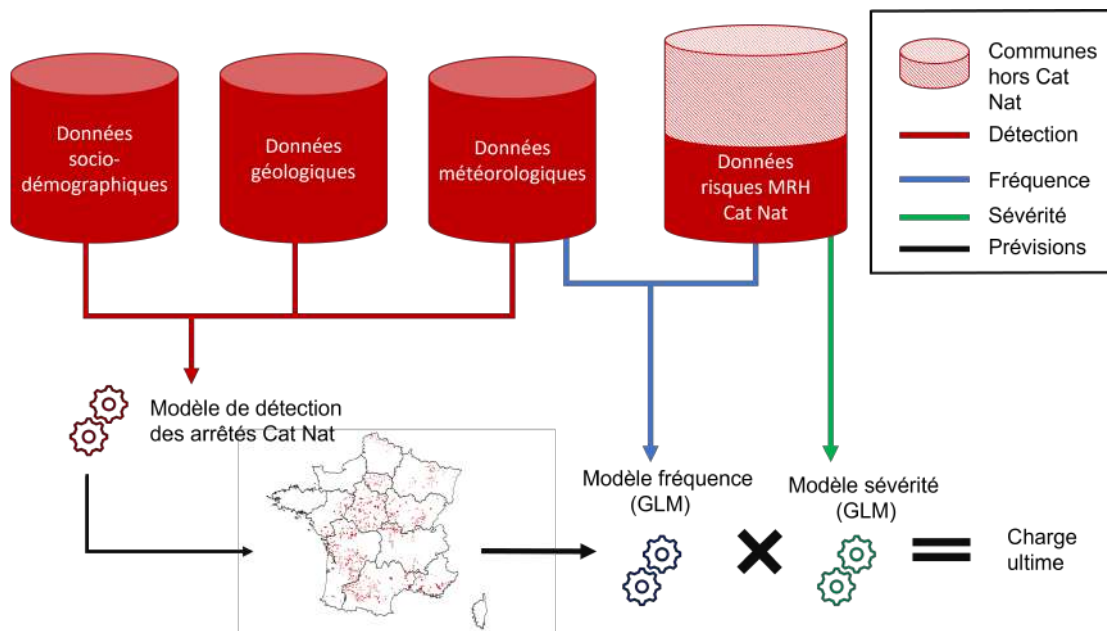 Données
socio-
démographiques
Données
géologiques
Données
météorologiques
Données
risques MRH
Cat Nat
Communes
hors Cat
Nat
Détection
Fréquence
Sévérité
Prévisions
Modèle de détection
des arrêtés Cat Nat
Modèle fréquence
(GLM)
Modèle sévérité
(GLM)
Charge
ultime